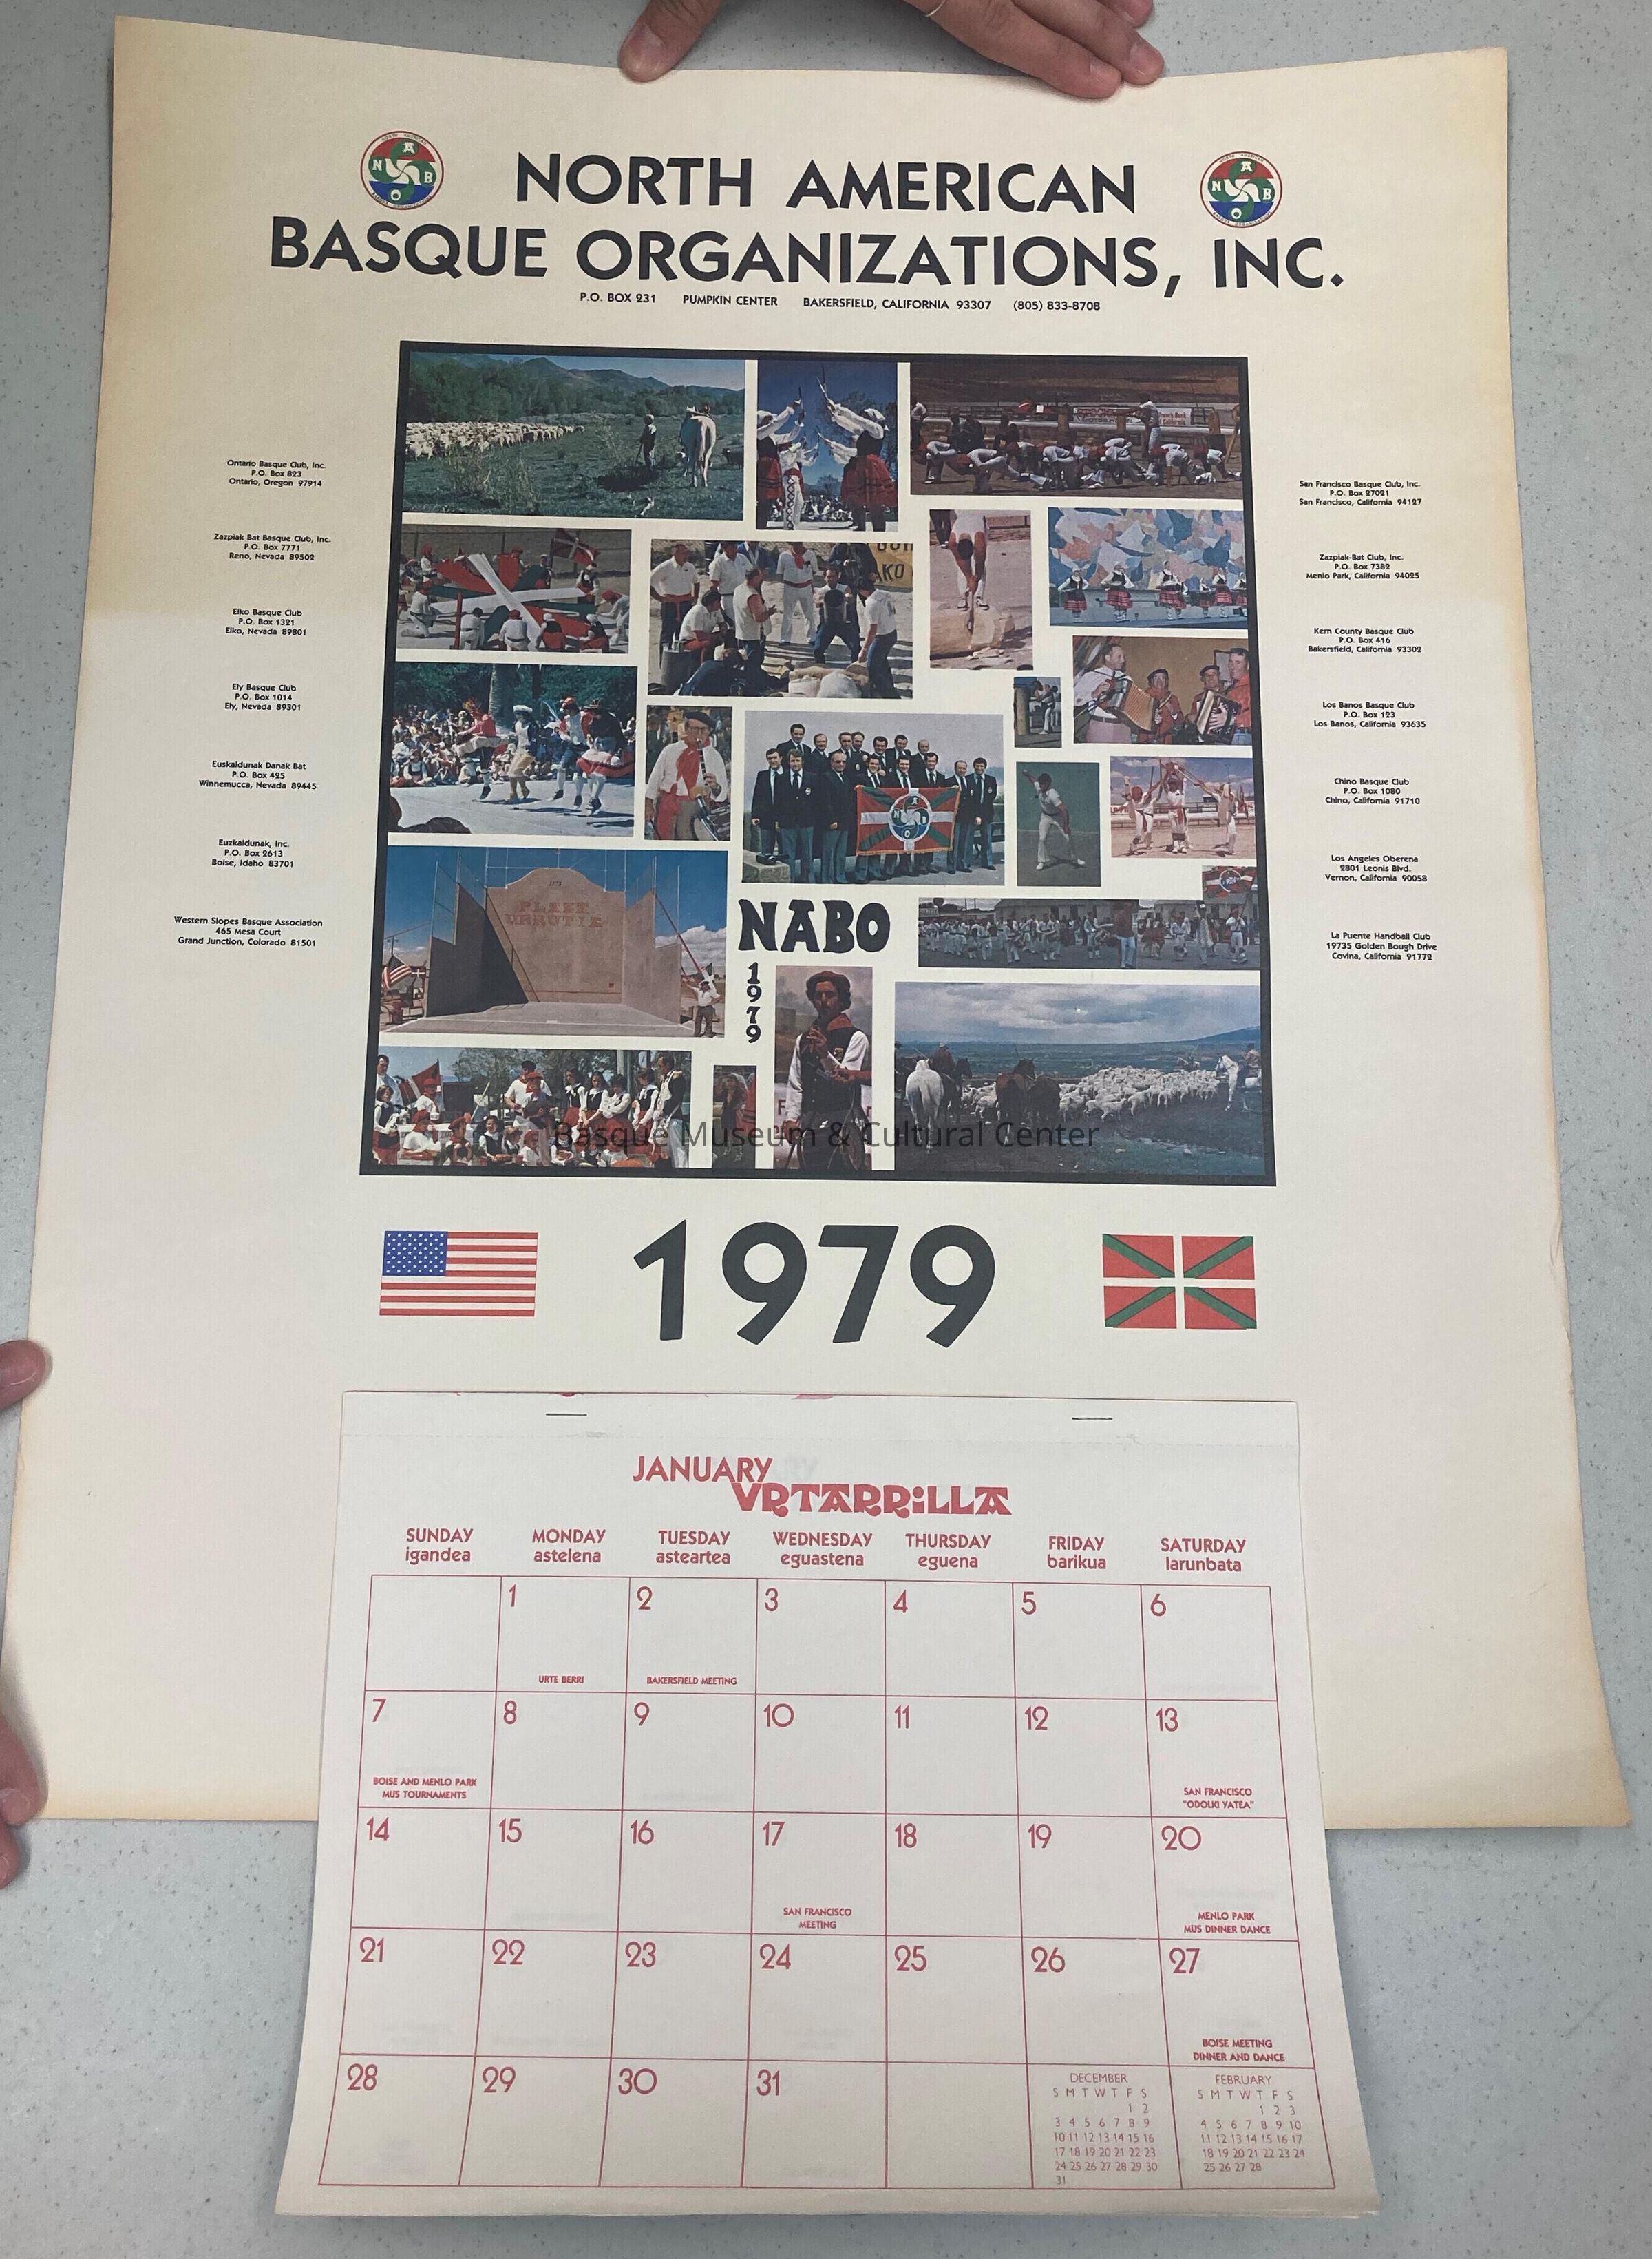 NORTH AMERICAN
BASQUE ORGANIZATIONS, INC.
P.O. BOX 231 PUMPKIN CENTER BAKERSFIELD, CALIFORNIA 93307 (805) 833-8708
N A B O
N A B O
Ontario Basque Club, Inc.
P.O. Box 823
Ontario, Oregon 97914
Zazpiak Bat Basque Club, Inc.
P.O. Box 7771
Reno, Nevada 89502
Elko Basque Club
P.O. Box 1321
Elko, Nevada 89801
Ely Basque Club
P.O. Box 1014
Ely, Nevada 89301
Euskaldunak Danak Bat
P.O. Box 425
Winnemucca, Nevada 89445
Euzkaldunak, Inc.
P.O. Box 2613
Boise, Idaho 83701
Western Slopes Basque Association
465 Mesa Court
Grand Junction, Colorado 81501
San Francisco Basque Club, Inc.
P.O. Box 27021
San Francisco, California 94127
Zazpiak-Bat Club, Inc.
P.O. Box 7382
Menlo Park, California 94025
Kern County Basque Club
P.O. Box 416
Bakersfield, California 93302
Los Banos Basque Club
P.O. Box 123
Los Banos, California 93635
Chino Basque Club
P.O. Box 1080
Chino, California 91710
Los Angeles Oberena
2801 Leonis Blvd.
Vernon, California 90058
La Puente Handball Club
19735 Golden Bough Drive
Covina, California 91772
PLAZA
URRUTIA
NABO
1979
Basque Museum & Cultural Center
1979
JANUARY
URTARRiLLA
SUNDAY MONDAY TUESDAY WEDNESDAY THURSDAY FRIDAY SATURDAY
igandea astelena asteartea eguastena eguena barikua larunbata
1 2 3 4 5 6
URTE BERRI BAKERSFIELD MEETING
7 8 9 10 11 12 13
BOISE AND MENLO PARK SAN FRANCISCO
MUS TOURNAMENTS "ODOLKI YATEA"
14 15 16 17 18 19 20
SAN FRANCISCO MENLO PARK
MEETING MUS DINNER DANCE
21 22 23 24 25 26 27
BOISE MEETING
DINNER AND DANCE
28 29 30 31
DECEMBER FEBRUARY
S M T W T F S S M T W T F S
1 2 1 2 3
3 4 5 6 7 8 9 4 5 6 7 8 9 10
10 11 12 13 14 15 16 11 12 13 14 15 16 17
17 18 19 20 21 22 23 18 19 20 21 22 23 24
24 25 26 27 28 29 30 25 26 27 28
31